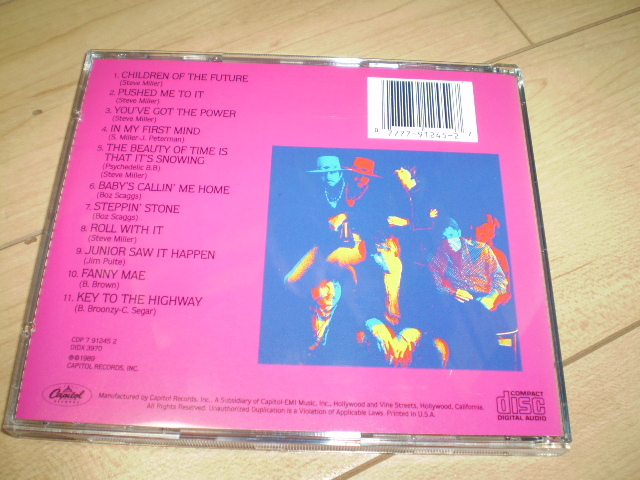 1. CHILDREN OF THE FUTURE
(Steve Miller)
2. PUSHED ME TO IT
(Steve Miller)
3. YOU'VE GOT THE POWER
(Steve Miller)
4. IN MY FIRST MIND
(S. Miller J. Peterman)
5. THE BEAUTY OF TIME IS
THAT IT'S SNOWING
(Psychedelic B.B)
(Steve Miller)
6. BABY'S CALLIN' ME HOME
(Boz Scaggs)
7. STEPPIN' STONE
(Boz Scaggs)
8. ROLL WITH IT
(Steve Miller)
9. JUNIOR SAW IT HAPPEN
(Jim Pulte)
10. FANNY MAE
(B. Brown)
11. KEY TO THE HIGHWAY
(B. Broonzy-C. Segar)
0 7777-91245-2 7
CDP 7 91245 2
DIDX 3970
℗©1989
CAPITOL RECORDS, INC.
Capitol
RECORDS
Manufactured by Capitol Records, Inc., A Subsidiary of Capitol-EMI Music, Inc., Hollywood and Vine Streets, Hollywood, California.
All Rights Reserved. Unauthorized Duplication is a Violation of Applicable Laws. Printed in U.S.A.
COMPACT
disc
DIGITAL AUDIO